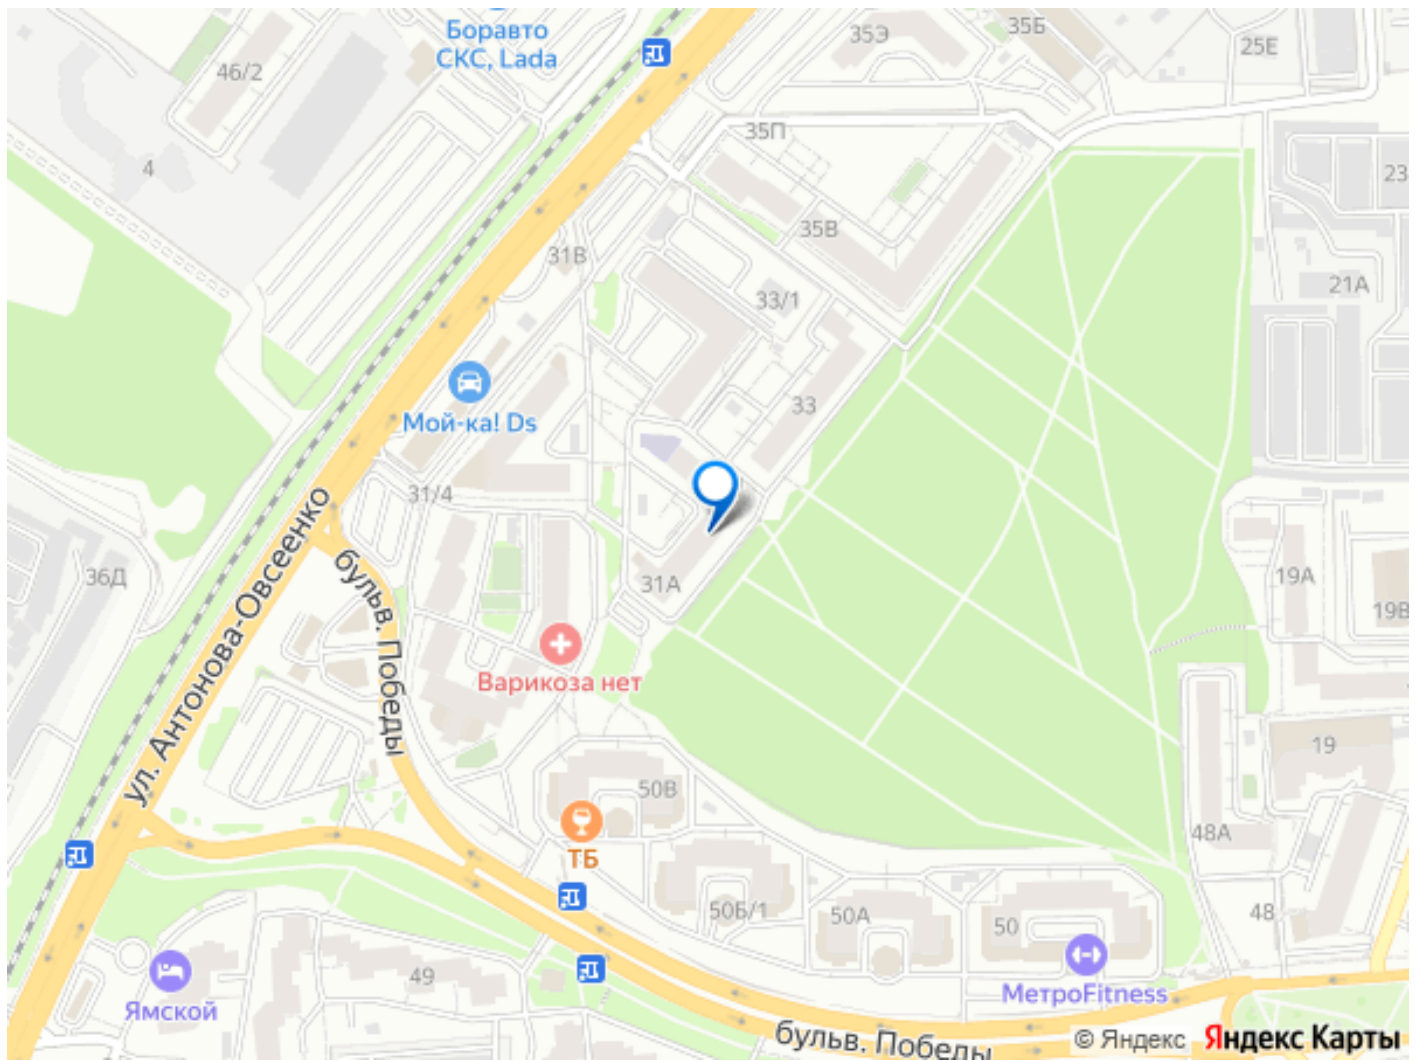 Боравто
СКС, Lada
35Э
35Б
25Е
46/2
4
35П
23
31В
35В
33/1
21А
Мой-ка! Ds
33
31/4
ул. Антонова-Овсеенко
бульв. Победы
36Д
31А
19А
19В
Варикоза нет
50В
19
ТБ
48А
50Б/1
50А
50
48
49
Ямской
МетроFitness
бульв. Победы
© Яндекс Яндекс Карты